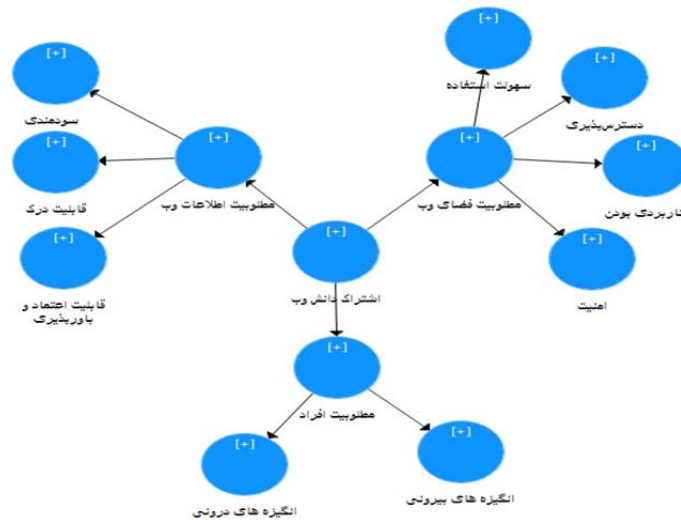 [+]
سهولت استفاده
[+]
دسترس‌پذیری
[+]
کاربردی بودن
[+]
امنیت
[+]
مطلوبیت فضای وب
[+]
سودمندی
[+]
قابلیت درک
[+]
قابلیت اعتماد و
باورپذیری
[+]
مطلوبیت اطلاعات وب
[+]
اشتراک دانش وب
[+]
مطلوبیت افراد
[+]
انگیزه های بیرونی
[+]
انگیزه های درونی